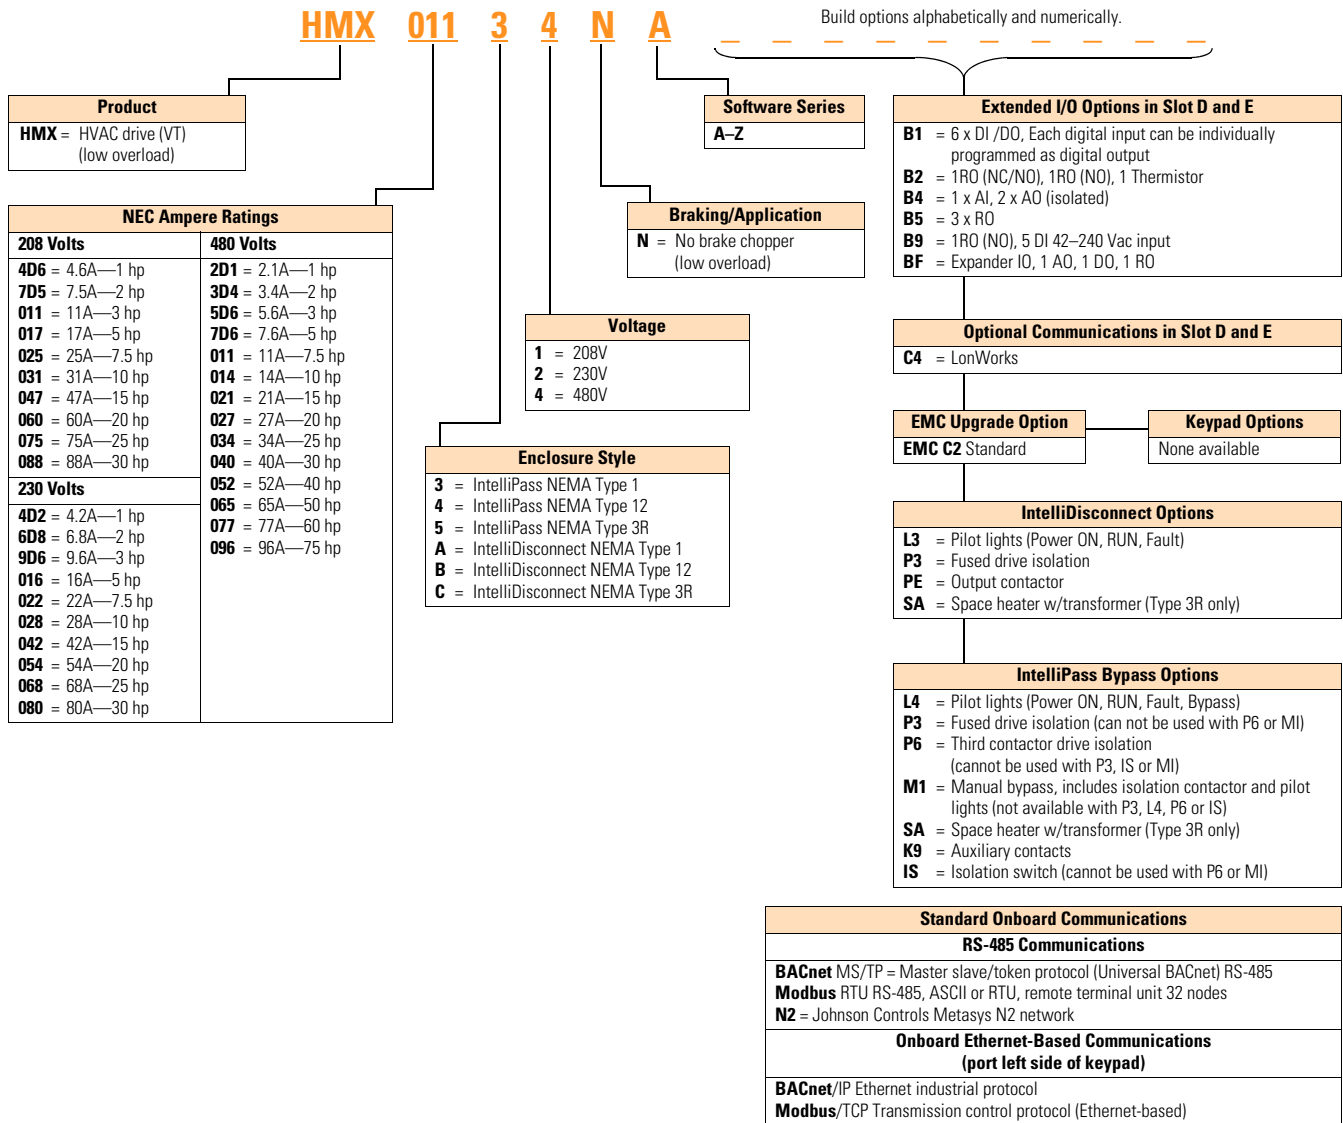 HMX 011 3 4 N A
Build options alphabetically and numerically.
Product
HMX = HVAC drive (VT)
(low overload)
NEC Ampere Ratings
208 Volts
4D6 = 4.6A—1 hp
7D5 = 7.5A—2 hp
011 = 11A—3 hp
017 = 17A—5 hp
025 = 25A—7.5 hp
031 = 31A—10 hp
047 = 47A—15 hp
060 = 60A—20 hp
075 = 75A—25 hp
088 = 88A—30 hp
230 Volts
4D2 = 4.2A—1 hp
6D8 = 6.8A—2 hp
9D6 = 9.6A—3 hp
016 = 16A—5 hp
022 = 22A—7.5 hp
028 = 28A—10 hp
042 = 42A—15 hp
054 = 54A—20 hp
068 = 68A—25 hp
080 = 80A—30 hp
480 Volts
2D1 = 2.1A—1 hp
3D4 = 3.4A—2 hp
5D6 = 5.6A—3 hp
7D6 = 7.6A—5 hp
011 = 11A—7.5 hp
014 = 14A—10 hp
021 = 21A—15 hp
027 = 27A—20 hp
034 = 34A—25 hp
040 = 40A—30 hp
052 = 52A—40 hp
065 = 65A—50 hp
077 = 77A—60 hp
096 = 96A—75 hp
Enclosure Style
3 = IntelliPass NEMA Type 1
4 = IntelliPass NEMA Type 12
5 = IntelliPass NEMA Type 3R
A = IntelliDisconnect NEMA Type 1
B = IntelliDisconnect NEMA Type 12
C = IntelliDisconnect NEMA Type 3R
Voltage
1 = 208V
2 = 230V
4 = 480V
Braking/Application
N = No brake chopper
(low overload)
Software Series
A–Z
Extended I/O Options in Slot D and E
B1 = 6 x DI /DO, Each digital input can be individually
programmed as digital output
B2 = 1RO (NC/NO), 1RO (NO), 1 Thermistor
B4 = 1 x AI, 2 x AO (isolated)
B5 = 3 x RO
B9 = 1RO (NO), 5 DI 42–240 Vac input
BF = Expander IO, 1 AO, 1 DO, 1 RO
Optional Communications in Slot D and E
C4 = LonWorks
EMC Upgrade Option
EMC C2 Standard
Keypad Options
None available
IntelliDisconnect Options
L3 = Pilot lights (Power ON, RUN, Fault)
P3 = Fused drive isolation
PE = Output contactor
SA = Space heater w/transformer (Type 3R only)
IntelliPass Bypass Options
L4 = Pilot lights (Power ON, RUN, Fault, Bypass)
P3 = Fused drive isolation (can not be used with P6 or MI)
P6 = Third contactor drive isolation
(cannot be used with P3, IS or MI)
M1 = Manual bypass, includes isolation contactor and pilot
lights (not available with P3, L4, P6 or IS)
SA = Space heater w/transformer (Type 3R only)
K9 = Auxiliary contacts
IS = Isolation switch (cannot be used with P6 or MI)
Standard Onboard Communications
RS-485 Communications
BACnet MS/TP = Master slave/token protocol (Universal BACnet) RS-485
Modbus RTU RS-485, ASCII or RTU, remote terminal unit 32 nodes
N2 = Johnson Controls Metasys N2 network
Onboard Ethernet-Based Communications
(port left side of keypad)
BACnet/IP Ethernet industrial protocol
Modbus/TCP Transmission control protocol (Ethernet-based)